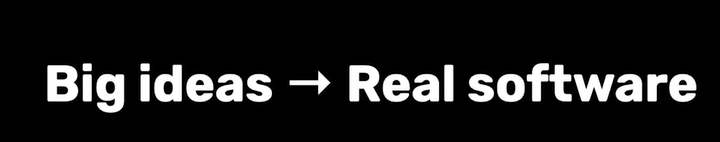 Big ideas → Real software